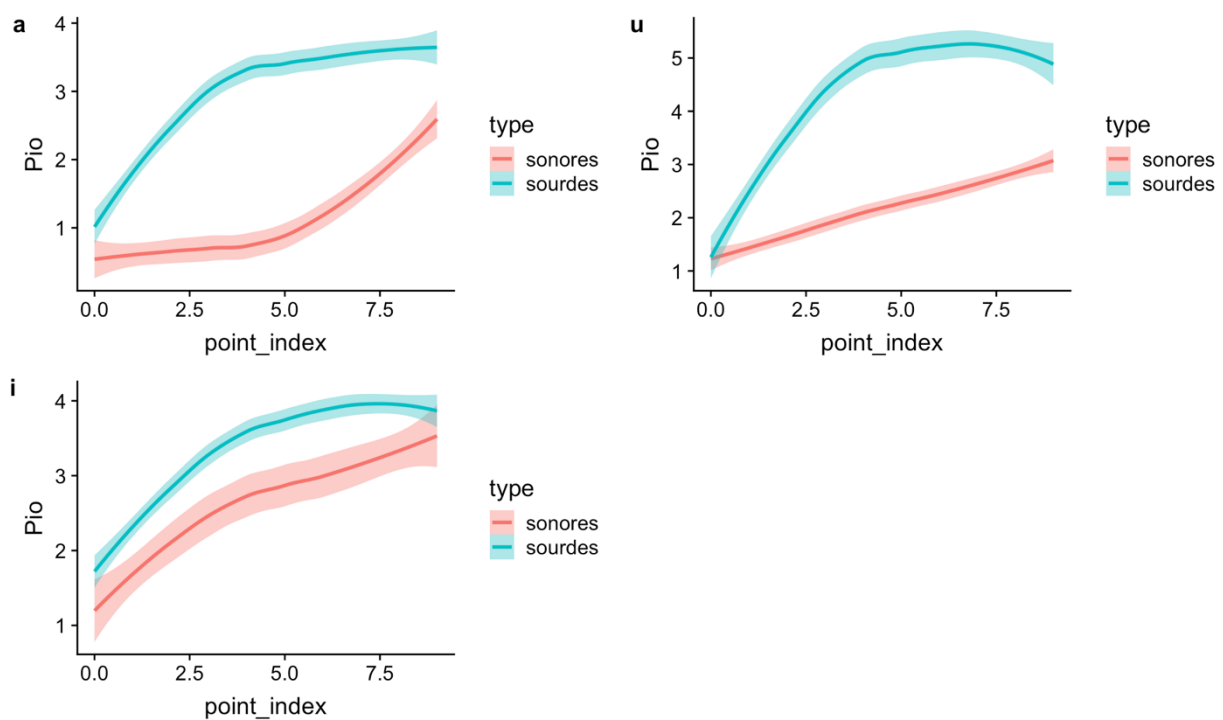 a
4
3
2
1
Pio
0.0 2.5 5.0 7.5
point_index
type
sonores
sourdes
u
5
4
3
2
1
Pio
0.0 2.5 5.0 7.5
point_index
type
sonores
sourdes
i
4
3
2
1
Pio
0.0 2.5 5.0 7.5
point_index
type
sonores
sourdes